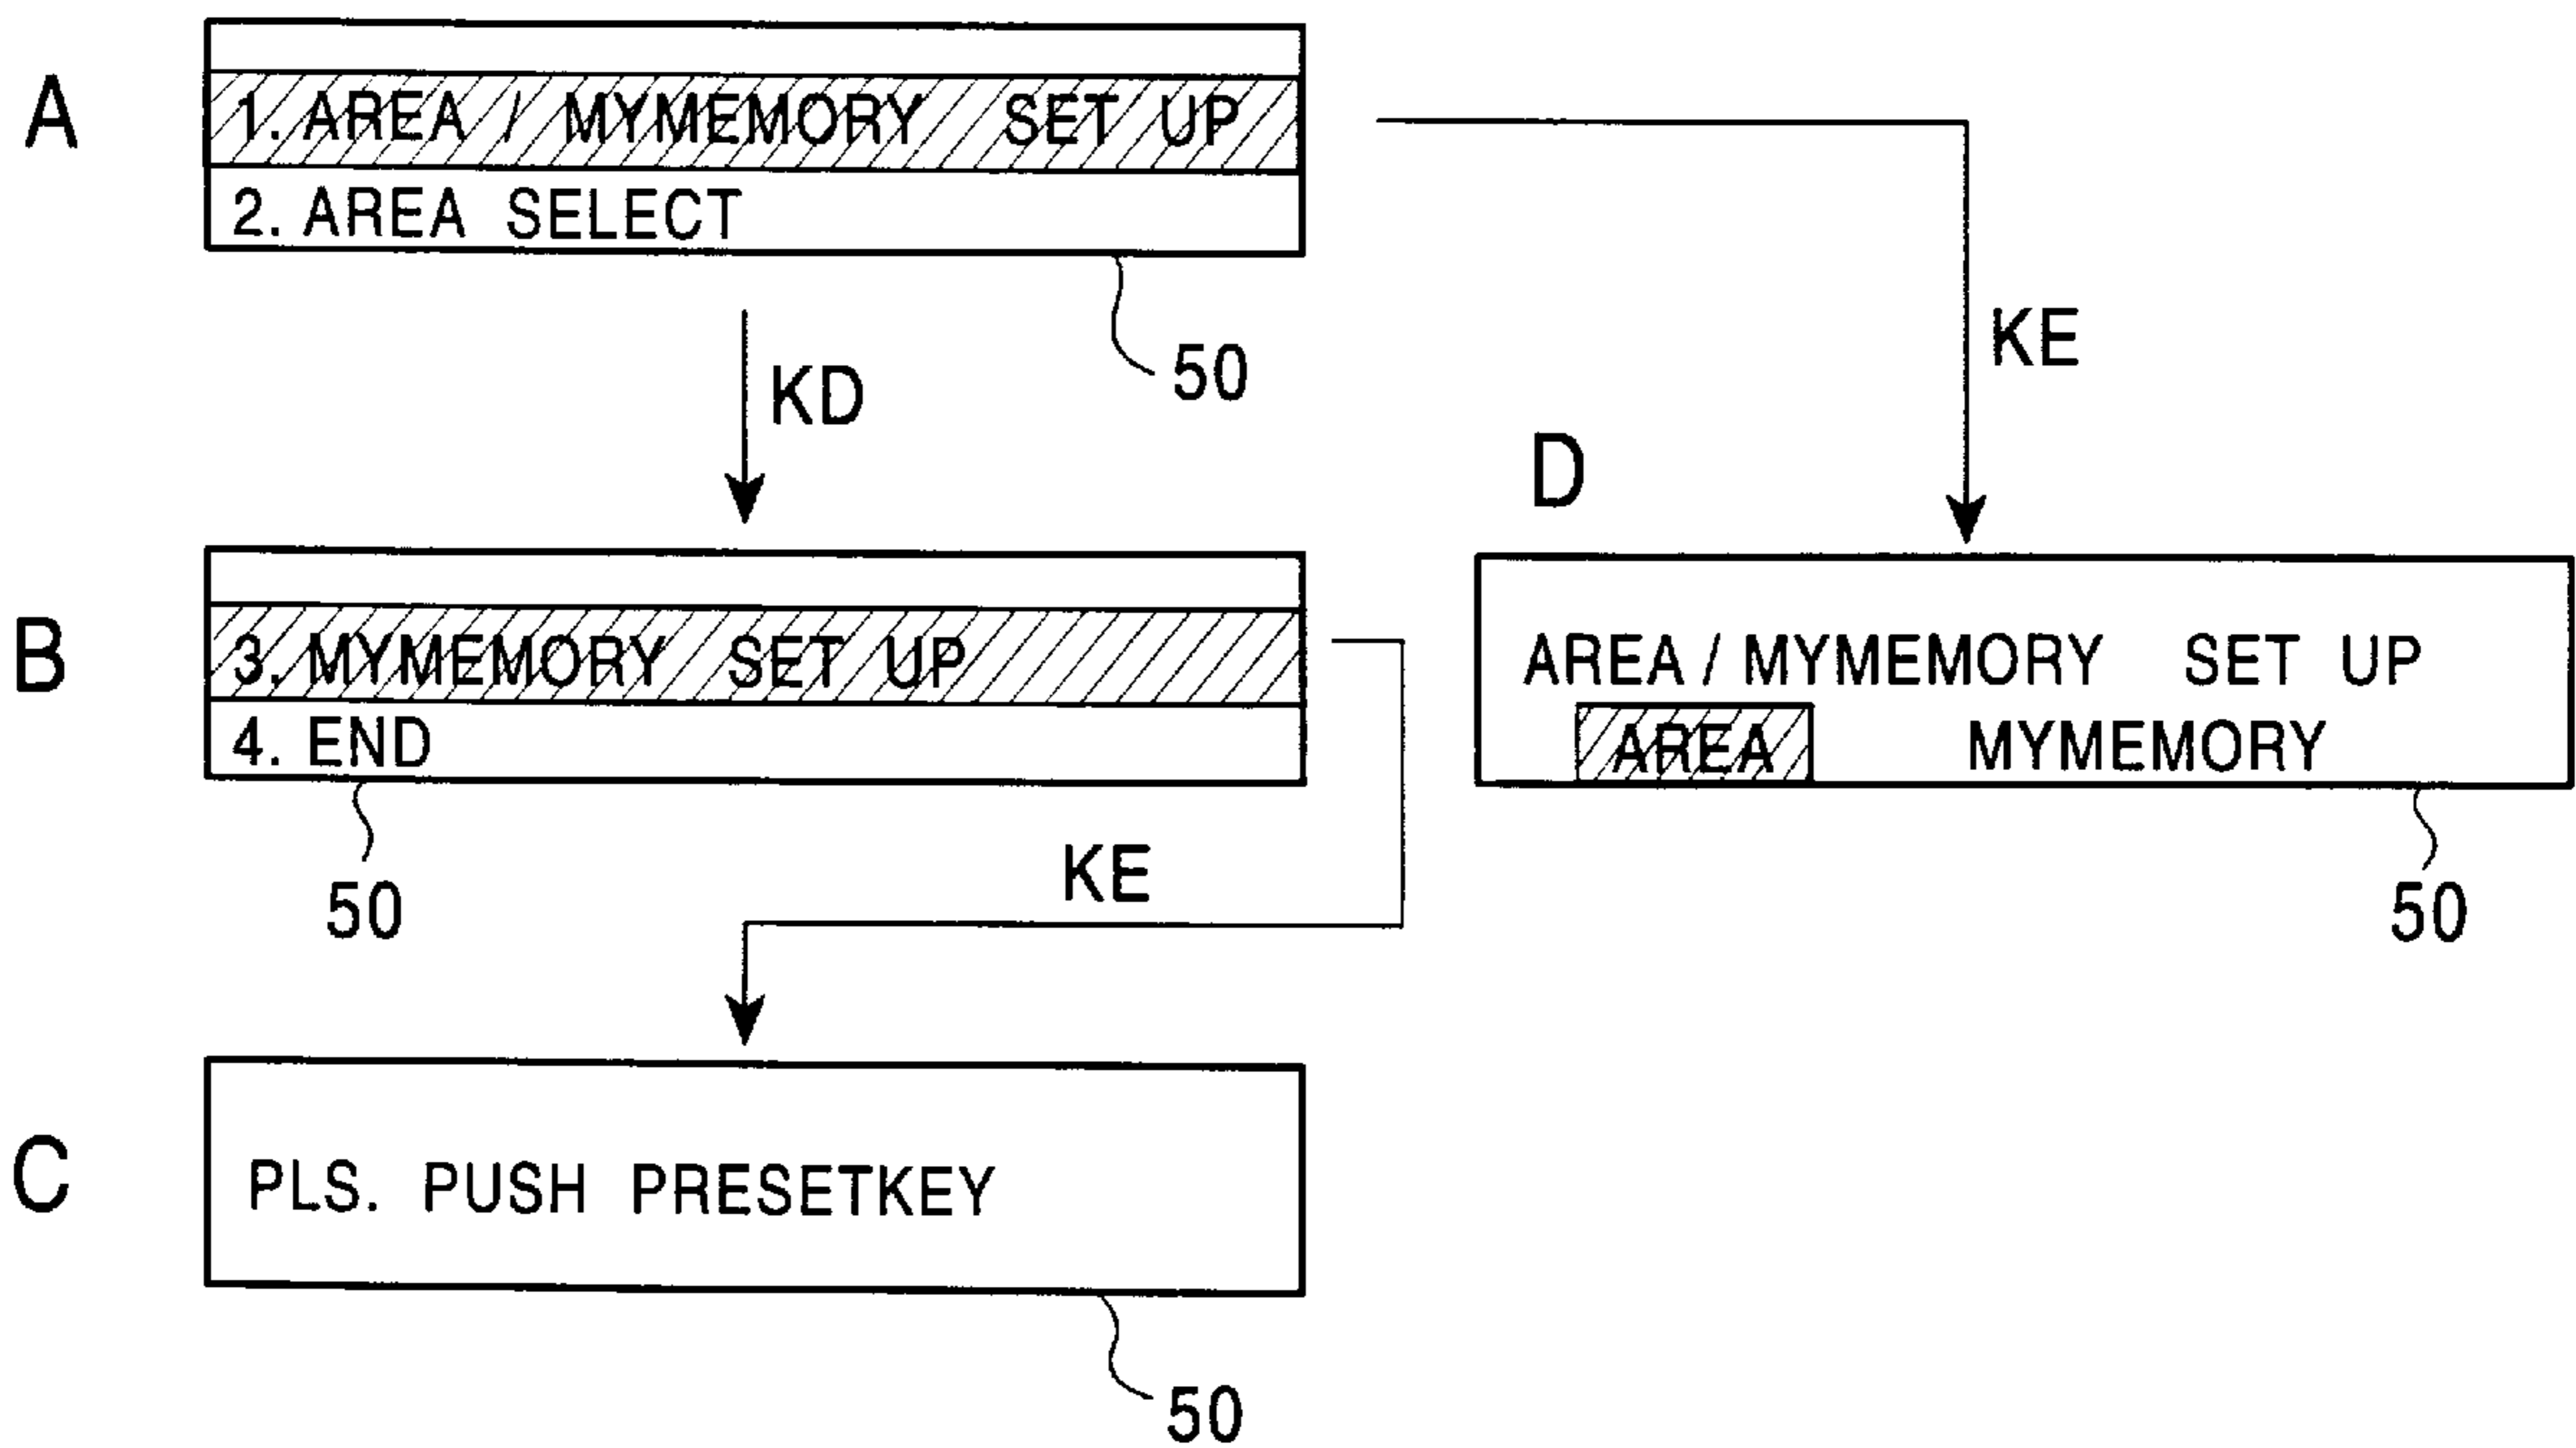 A
1. AREA / MYMEMORY SET UP
2. AREA SELECT
50
KD
KE
B
3. MYMEMORY SET UP
4. END
50
KE
D
AREA / MYMEMORY SET UP
AREA MYMEMORY
50
C
PLS. PUSH PRESETKEY
50